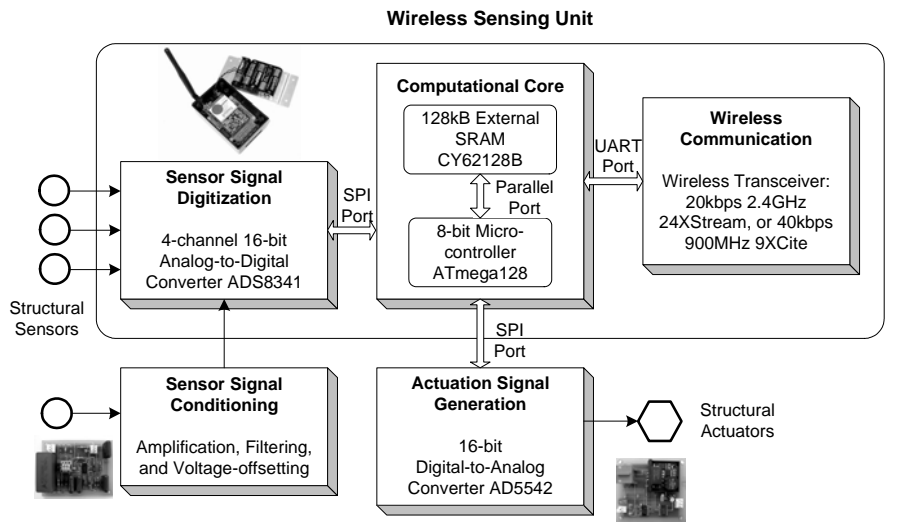 Wireless Sensing Unit
Sensor Signal
Digitization
4-channel 16-bit
Analog-to-Digital
Converter ADS8341
SPI
Port
Computational Core
128kB External
SRAM
CY62128B
Parallel
Port
8-bit Micro-
controller
ATmega128
UART
Port
Wireless
Communication
Wireless Transceiver:
20kbps 2.4GHz
24XStream, or 40kbps
900MHz 9XCite
Structural
Sensors
SPI
Port
Sensor Signal
Conditioning
Amplification, Filtering,
and Voltage-offsetting
Actuation Signal
Generation
16-bit
Digital-to-Analog
Converter AD5542
Structural
Actuators